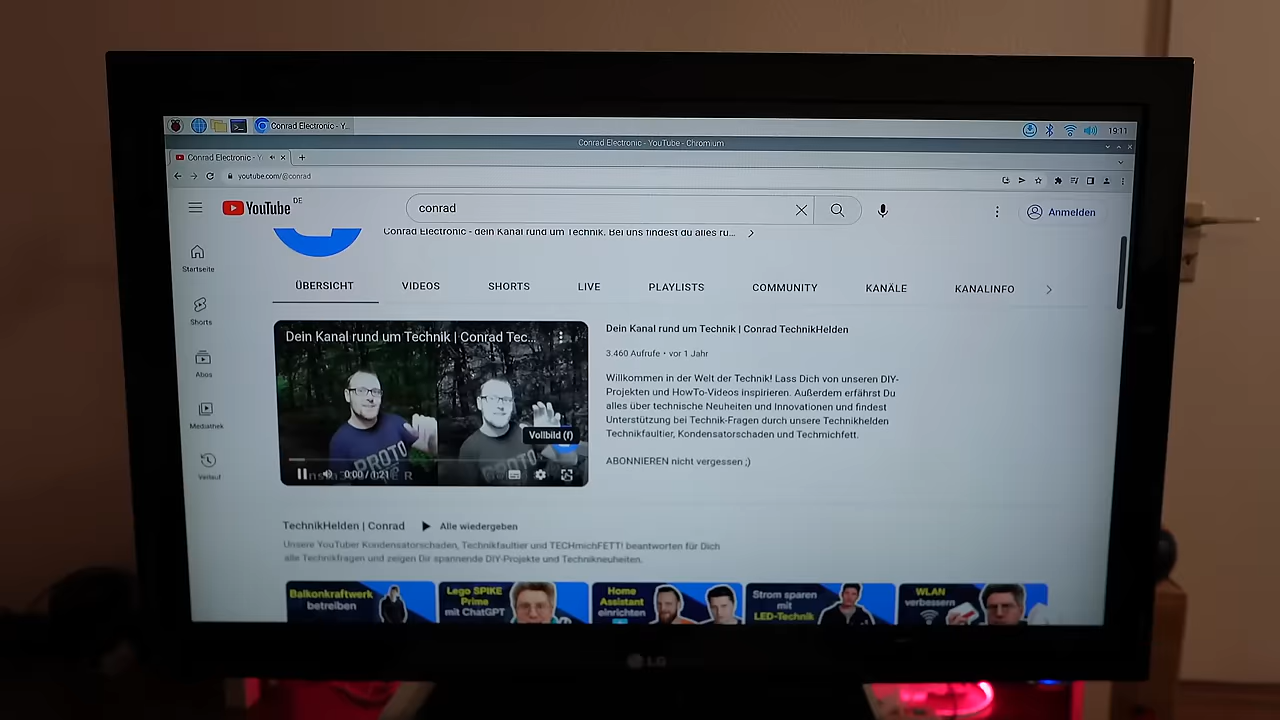 Conrad Electronic - Y...
19:11
Conrad Electronic - YouTube - Chromium
Conrad Electronic - Y
youtube.com/@conrad
YouTube DE
conrad
Anmelden
Conrad Electronic - dein Kanal rund um Technik. Bei uns findest du alles ru...
Startseite
Shorts
Abos
Mediathek
Verlauf
ÜBERSICHT VIDEOS SHORTS LIVE PLAYLISTS COMMUNITY KANÄLE KANALINFO
Dein Kanal rund um Technik | Conrad Tec...
PROTO
PROTO
Vollbild (f)
0:00 / 1:21
Dein Kanal rund um Technik | Conrad TechnikHelden
3.460 Aufrufe • vor 1 Jahr
Willkommen in der Welt der Technik! Lass Dich von unseren DIY-
Projekten und HowTo-Videos inspirieren. Außerdem erfährst Du
alles über technische Neuheiten und Innovationen und findest
Unterstützung bei Technik-Fragen durch unsere Technikhelden
Technikfaultier, Kondensatorschaden und Techmichfett.
ABONNIEREN nicht vergessen ;)
TechnikHelden | Conrad
Alle wiedergeben
Unsere YouTuber Kondensatorschaden, Technikfaultier und TECHmichFETT! beantworten für Dich
alle Technikfragen und zeigen Dir spannende DIY-Projekte und Technikneuheiten.
Balkonkraftwerk
betreiben
Lego SPIKE
Prime
mit ChatGPT
Home
Assistant
einrichten
Strom sparen
mit
LED-Technik
WLAN
verbessern
LG